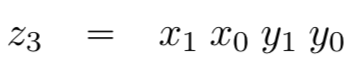 z₃ = x₁ x₀ y₁ y₀